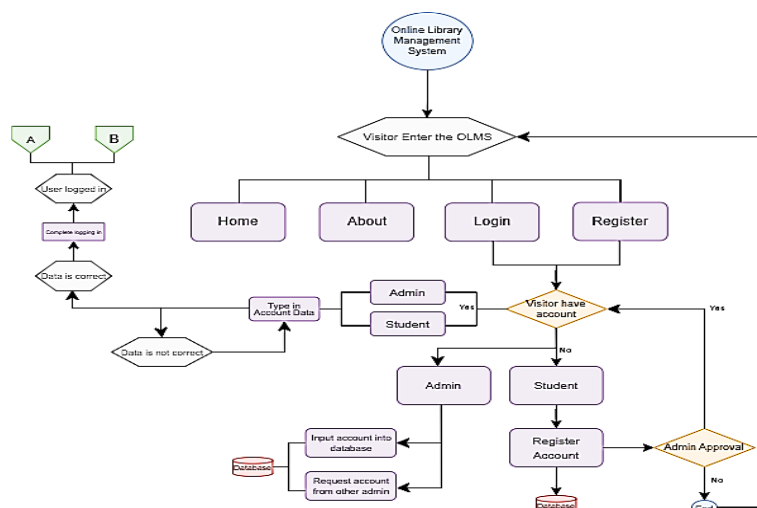 Online Library
Management
System
Visitor Enter the OLMS
A
B
User logged in
Complete logging in
Data is correct
Home
About
Login
Register
Type in
Account Data
Admin
Student
Yes
Visitor have
account
Yes
Data is not correct
No
Admin
Student
Input account into
database
Database
Request account
from other admin
Register
Account
Admin Approval
No
Database
End